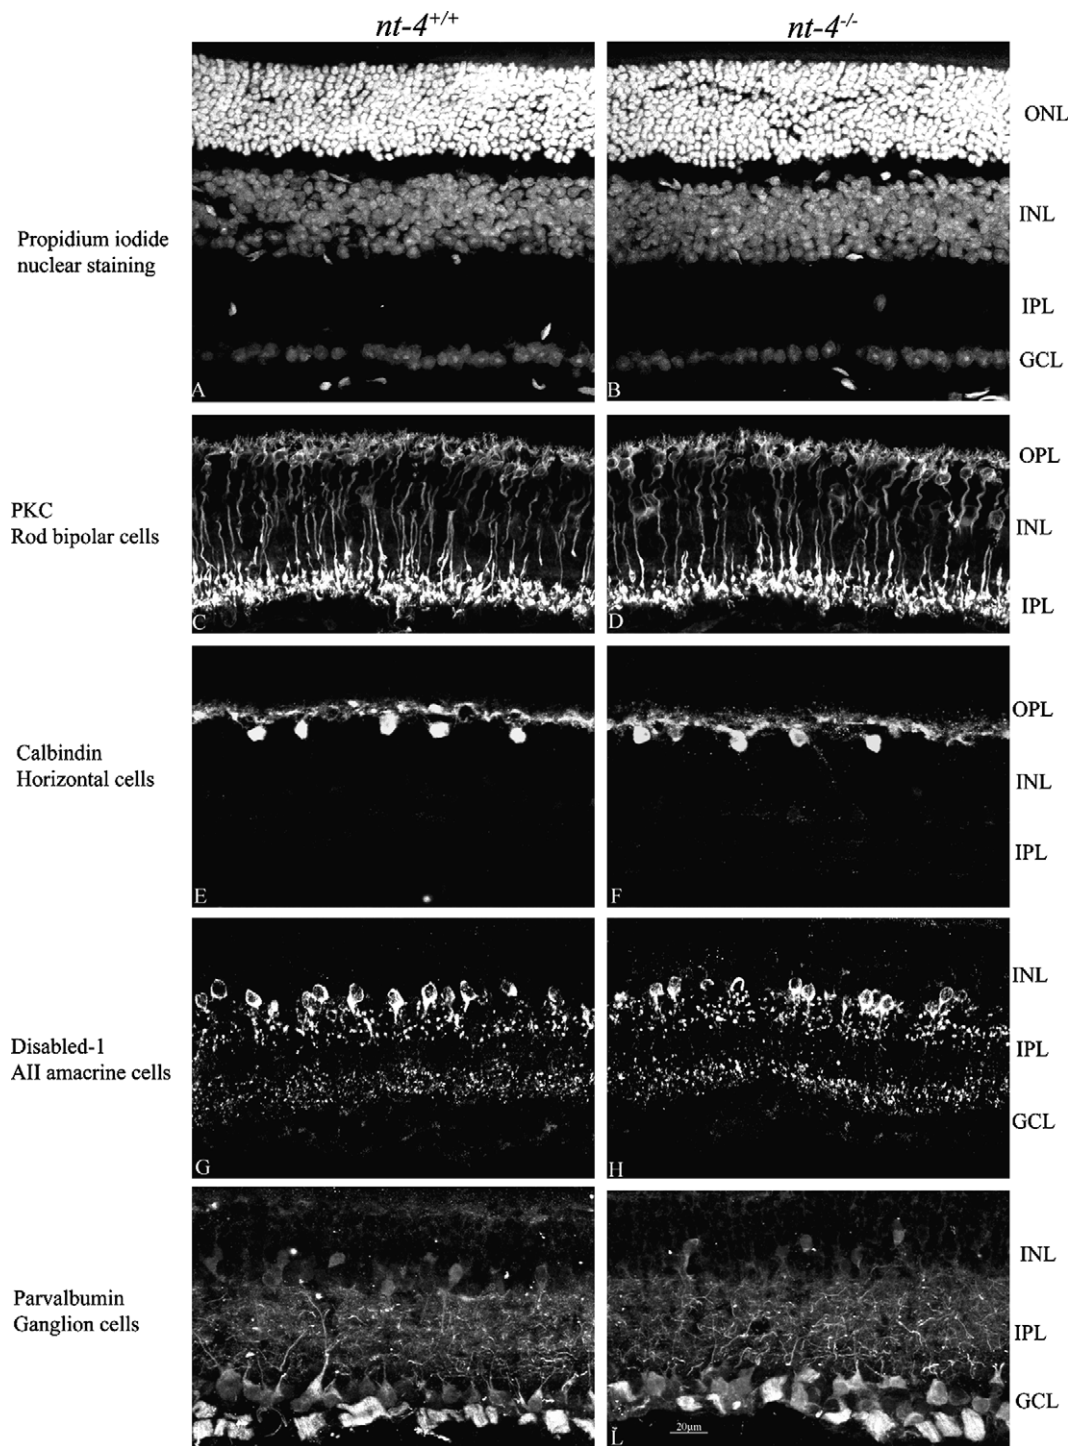 nt-4+/+ nt-4-/-
ONL
INL
Propidium iodide
nuclear staining
IPL
GCL
A B
OPL
PKC
Rod bipolar cells
INL
IPL
C D
OPL
Calbindin
Horizontal cells
INL
IPL
E F
INL
Disabled-1
AII amacrine cells
IPL
GCL
G H
INL
Parvalbumin
Ganglion cells
IPL
GCL
20µm
L